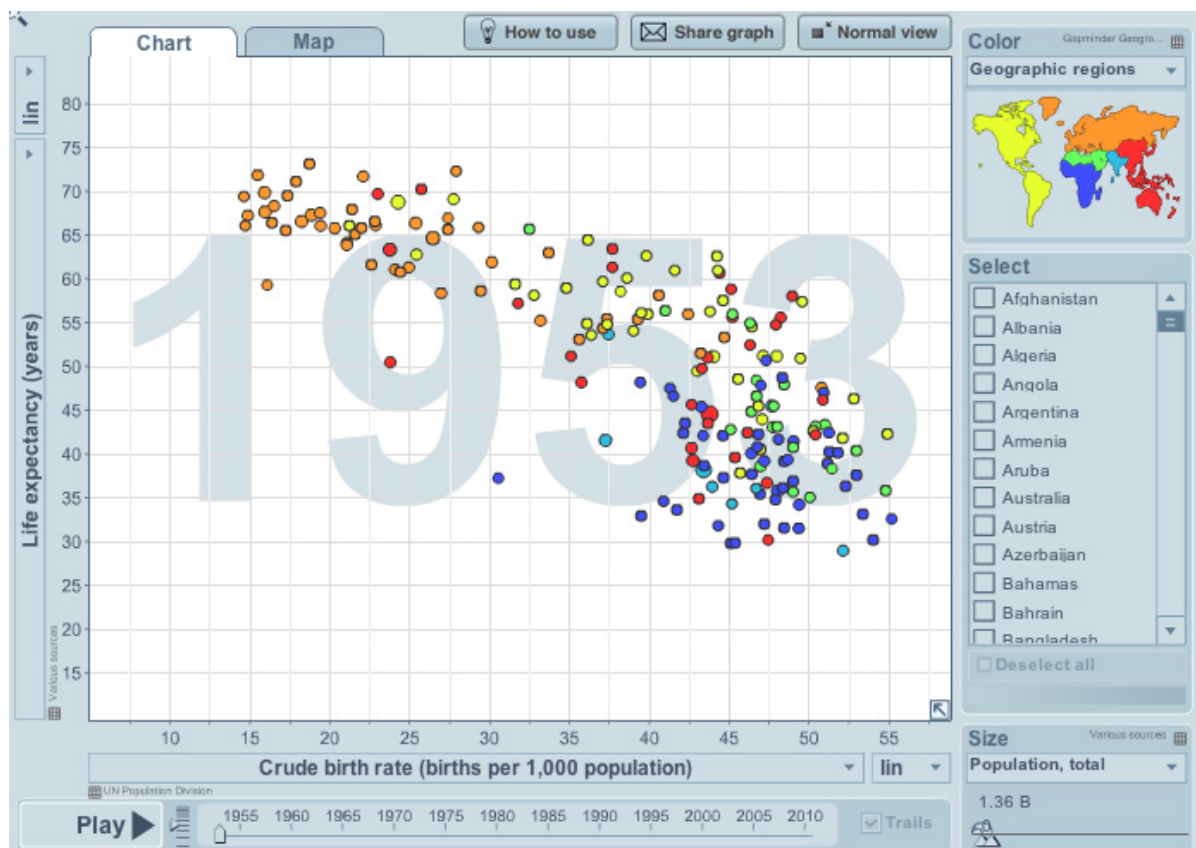 Chart
Map
How to use
Share graph
Normal view
Color
Gapminder Geogra...
Geographic regions
lin
1953
80
75
70
65
60
55
50
45
40
35
30
25
20
15
Life expectancy (years)
Various sources
Select
Afghanistan
Albania
Algeria
Angola
Argentina
Armenia
Aruba
Australia
Austria
Azerbaijan
Bahamas
Bahrain
Bangladesh
Deselect all
10 15 20 25 30 35 40 45 50 55
Crude birth rate (births per 1,000 population)
lin
UN Population Division
Size
Various sources
Population, total
1.36 B
Play
1955 1960 1965 1970 1975 1980 1985 1990 1995 2000 2005 2010
Trails